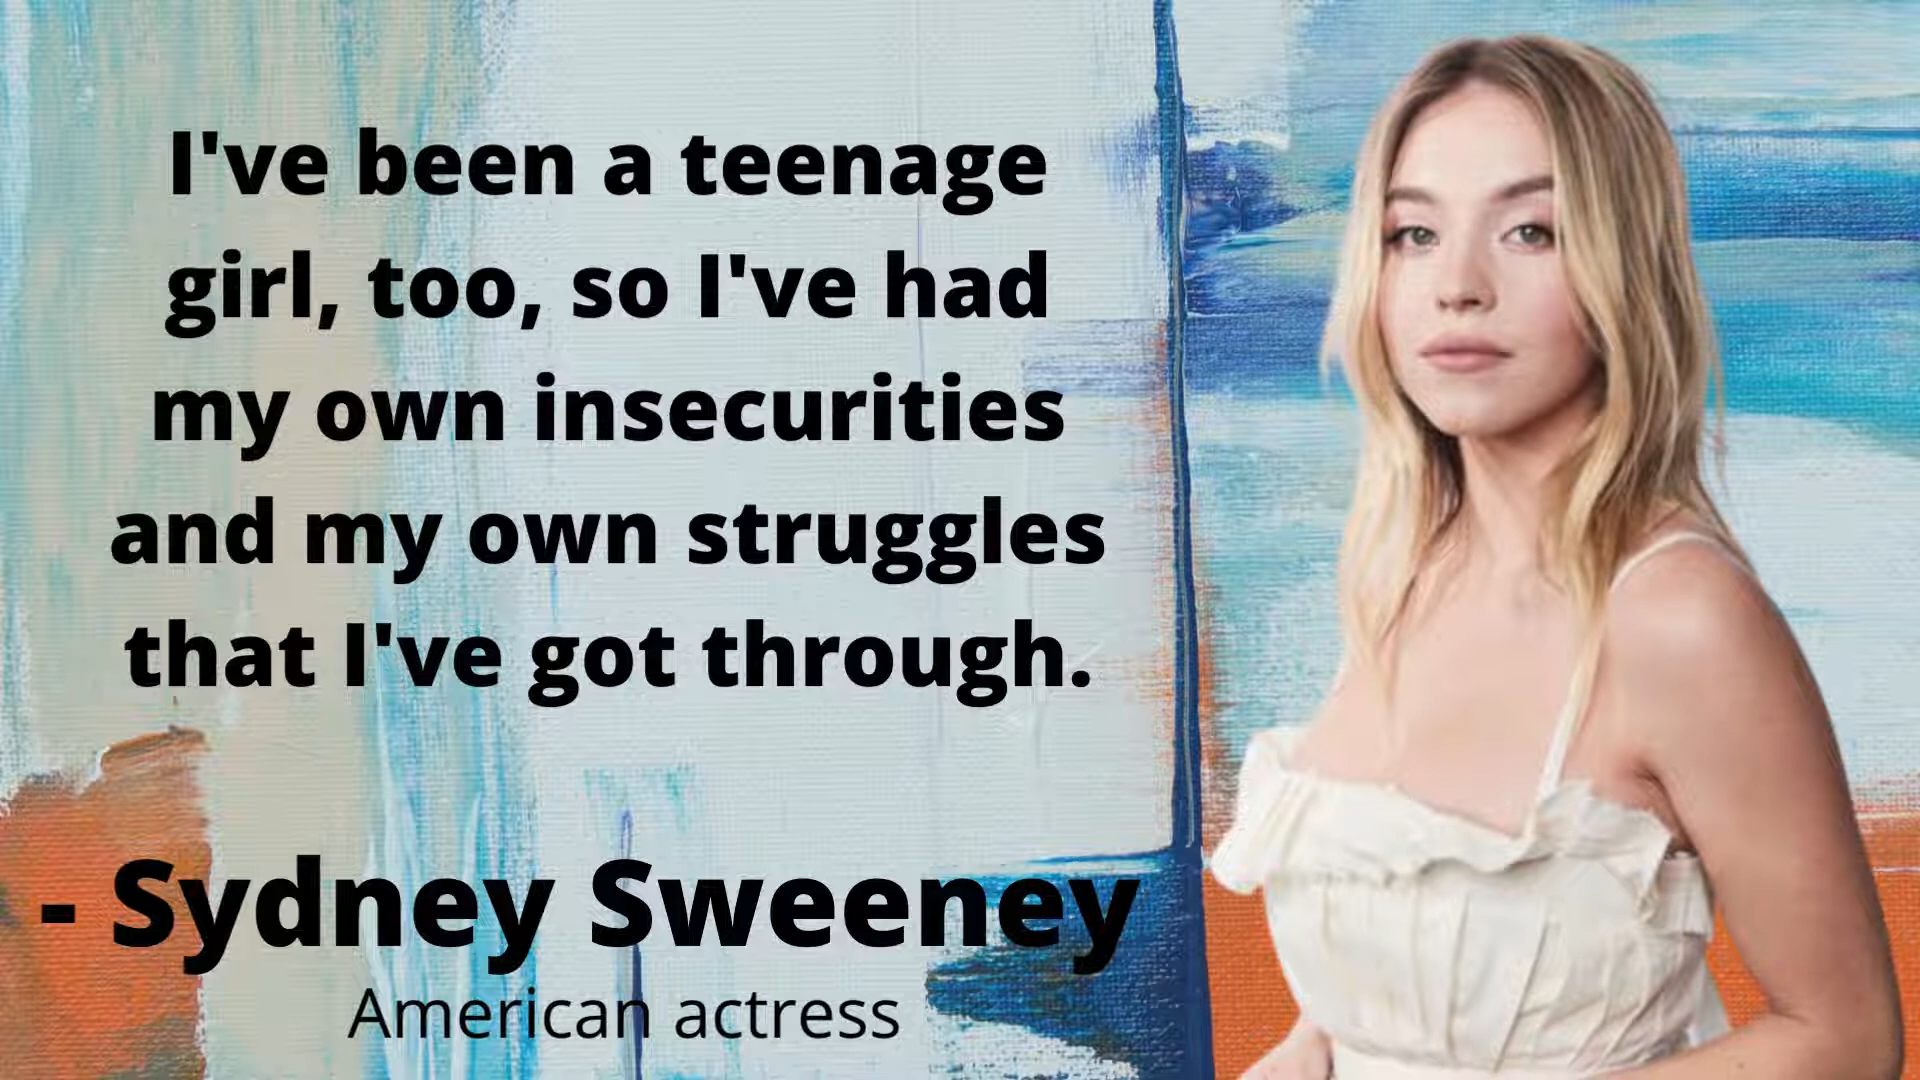 I've been a teenage
girl, too, so I've had
my own insecurities
and my own struggles
that I've got through.
- Sydney Sweeney
American actress